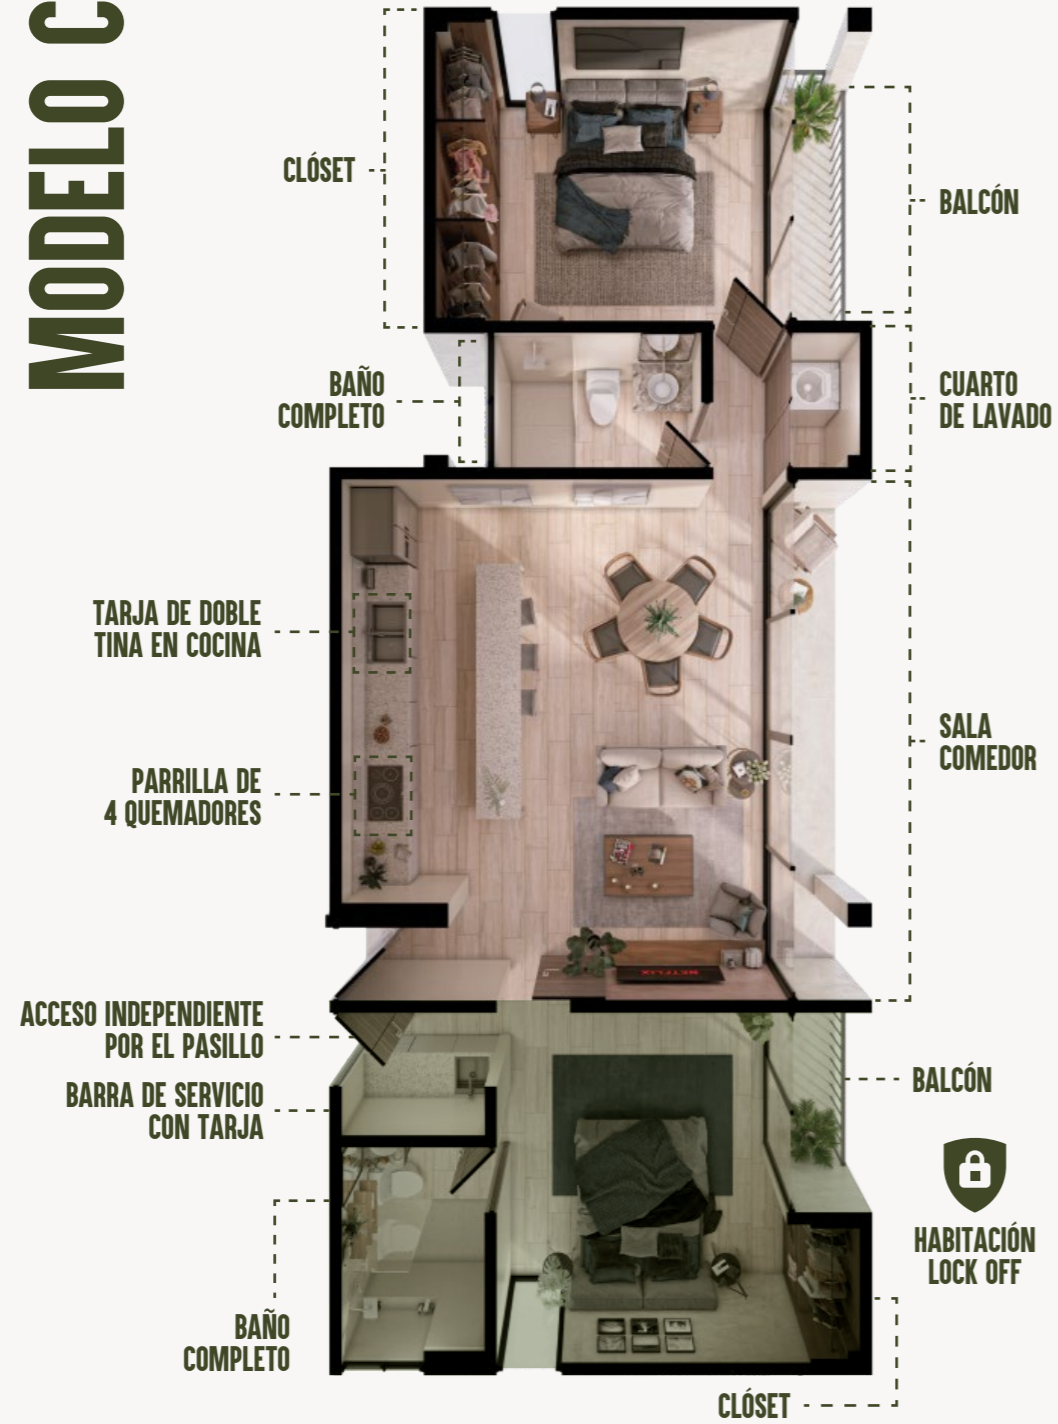 MODELO C
CLÓSET
BALCÓN
BAÑO
COMPLETO
CUARTO
DE LAVADO
TARJA DE DOBLE
TINA EN COCINA
SALA
COMEDOR
PARRILLA DE
4 QUEMADORES
NETFLIX
ACCESO INDEPENDIENTE
POR EL PASILLO
BALCÓN
BARRA DE SERVICIO
CON TARJA
HABITACIÓN
LOCK OFF
BAÑO
COMPLETO
CLÓSET